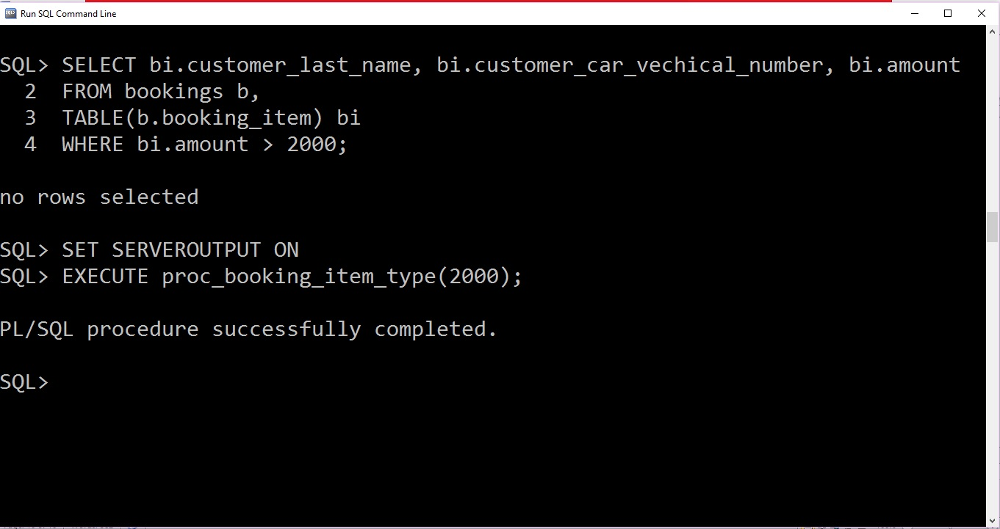 Run SQL Command Line
SQL> SELECT bi.customer_last_name, bi.customer_car_vechical_number, bi.amount
2 FROM bookings b,
3 TABLE(b.booking_item) bi
4 WHERE bi.amount > 2000;
no rows selected
SQL> SET SERVEROUTPUT ON
SQL> EXECUTE proc_booking_item_type(2000);
PL/SQL procedure successfully completed.
SQL>